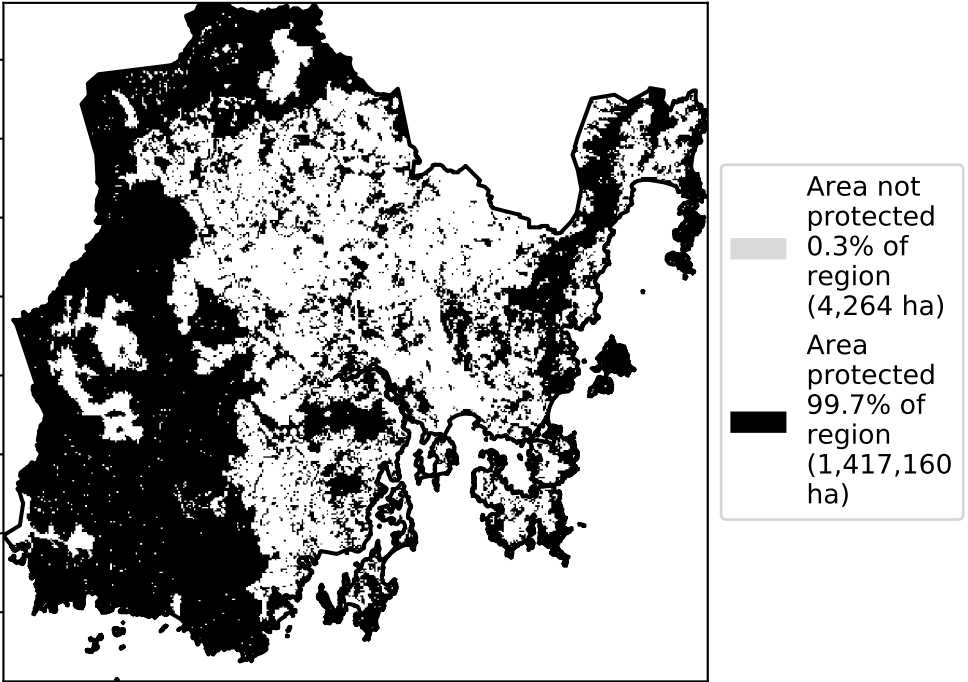 Area not
protected
0.3% of
region
(4,264 ha)
Area
protected
99.7% of
region
(1,417,160
ha)